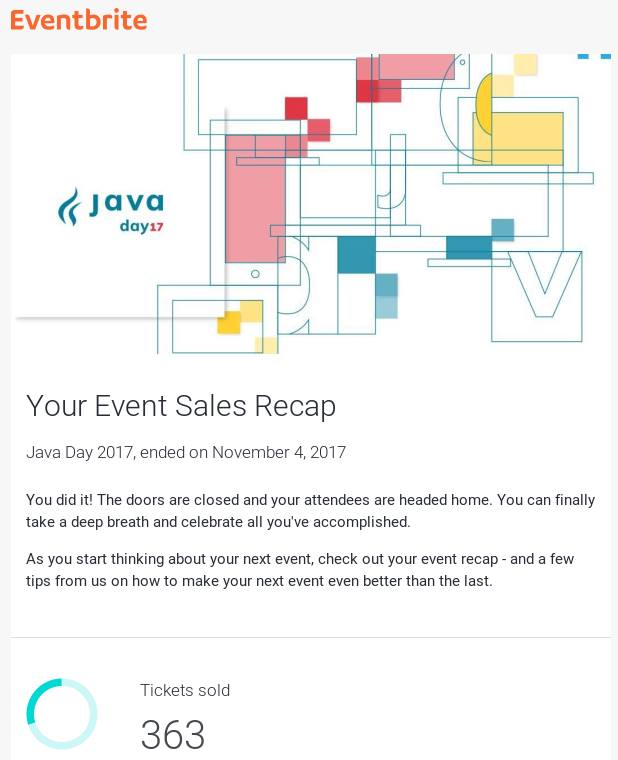 Eventbrite
java
day17
Your Event Sales Recap
Java Day 2017, ended on November 4, 2017
You did it! The doors are closed and your attendees are headed home. You can finally
take a deep breath and celebrate all you've accomplished.
As you start thinking about your next event, check out your event recap - and a few
tips from us on how to make your next event even better than the last.
Tickets sold
363